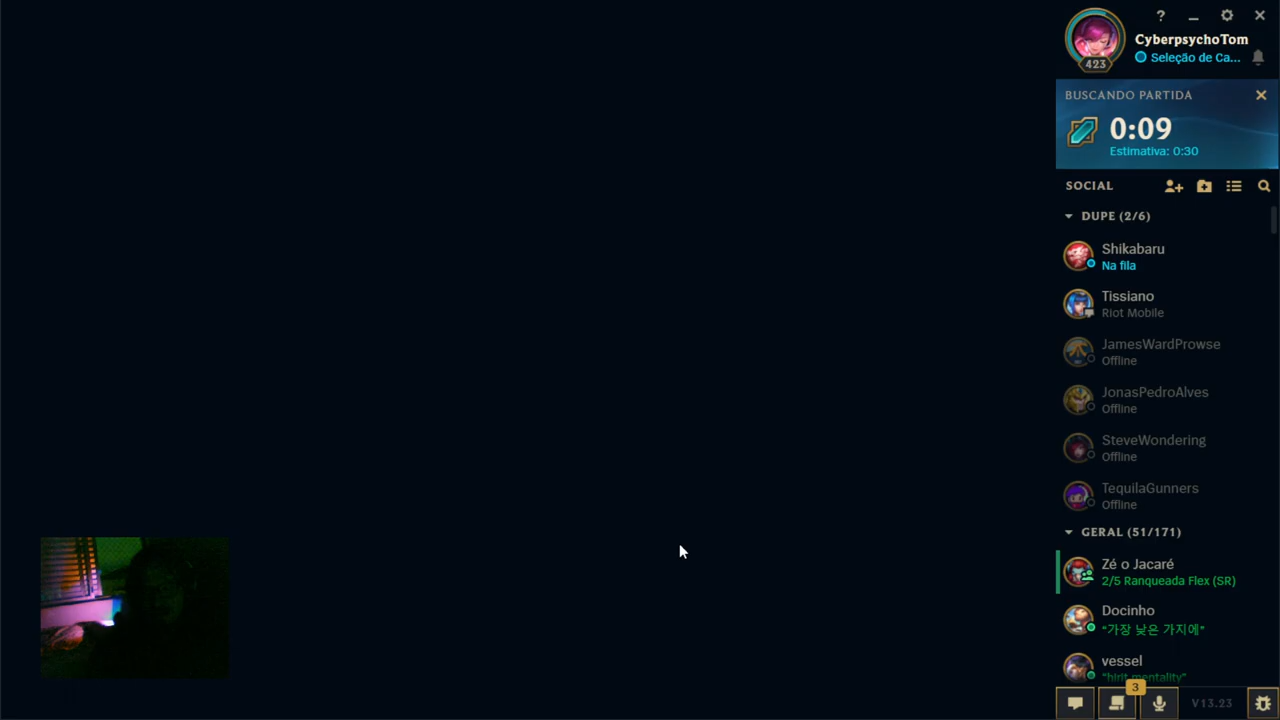 ?
CyberpsychoTom
423
Seleção de Ca...
BUSCANDO PARTIDA
0:09
Estimativa: 0:30
SOCIAL
DUPE (2/6)
Shikabaru
Na fila
Tissiano
Riot Mobile
JamesWardProwse
Offline
JonasPedroAlves
Offline
SteveWondering
Offline
TequilaGunners
Offline
GERAL (51/171)
Zé o Jacaré
2/5 Ranqueada Flex (SR)
Docinho
"가장 낮은 가지에"
vessel
"hirit mentality"
3
V13.23